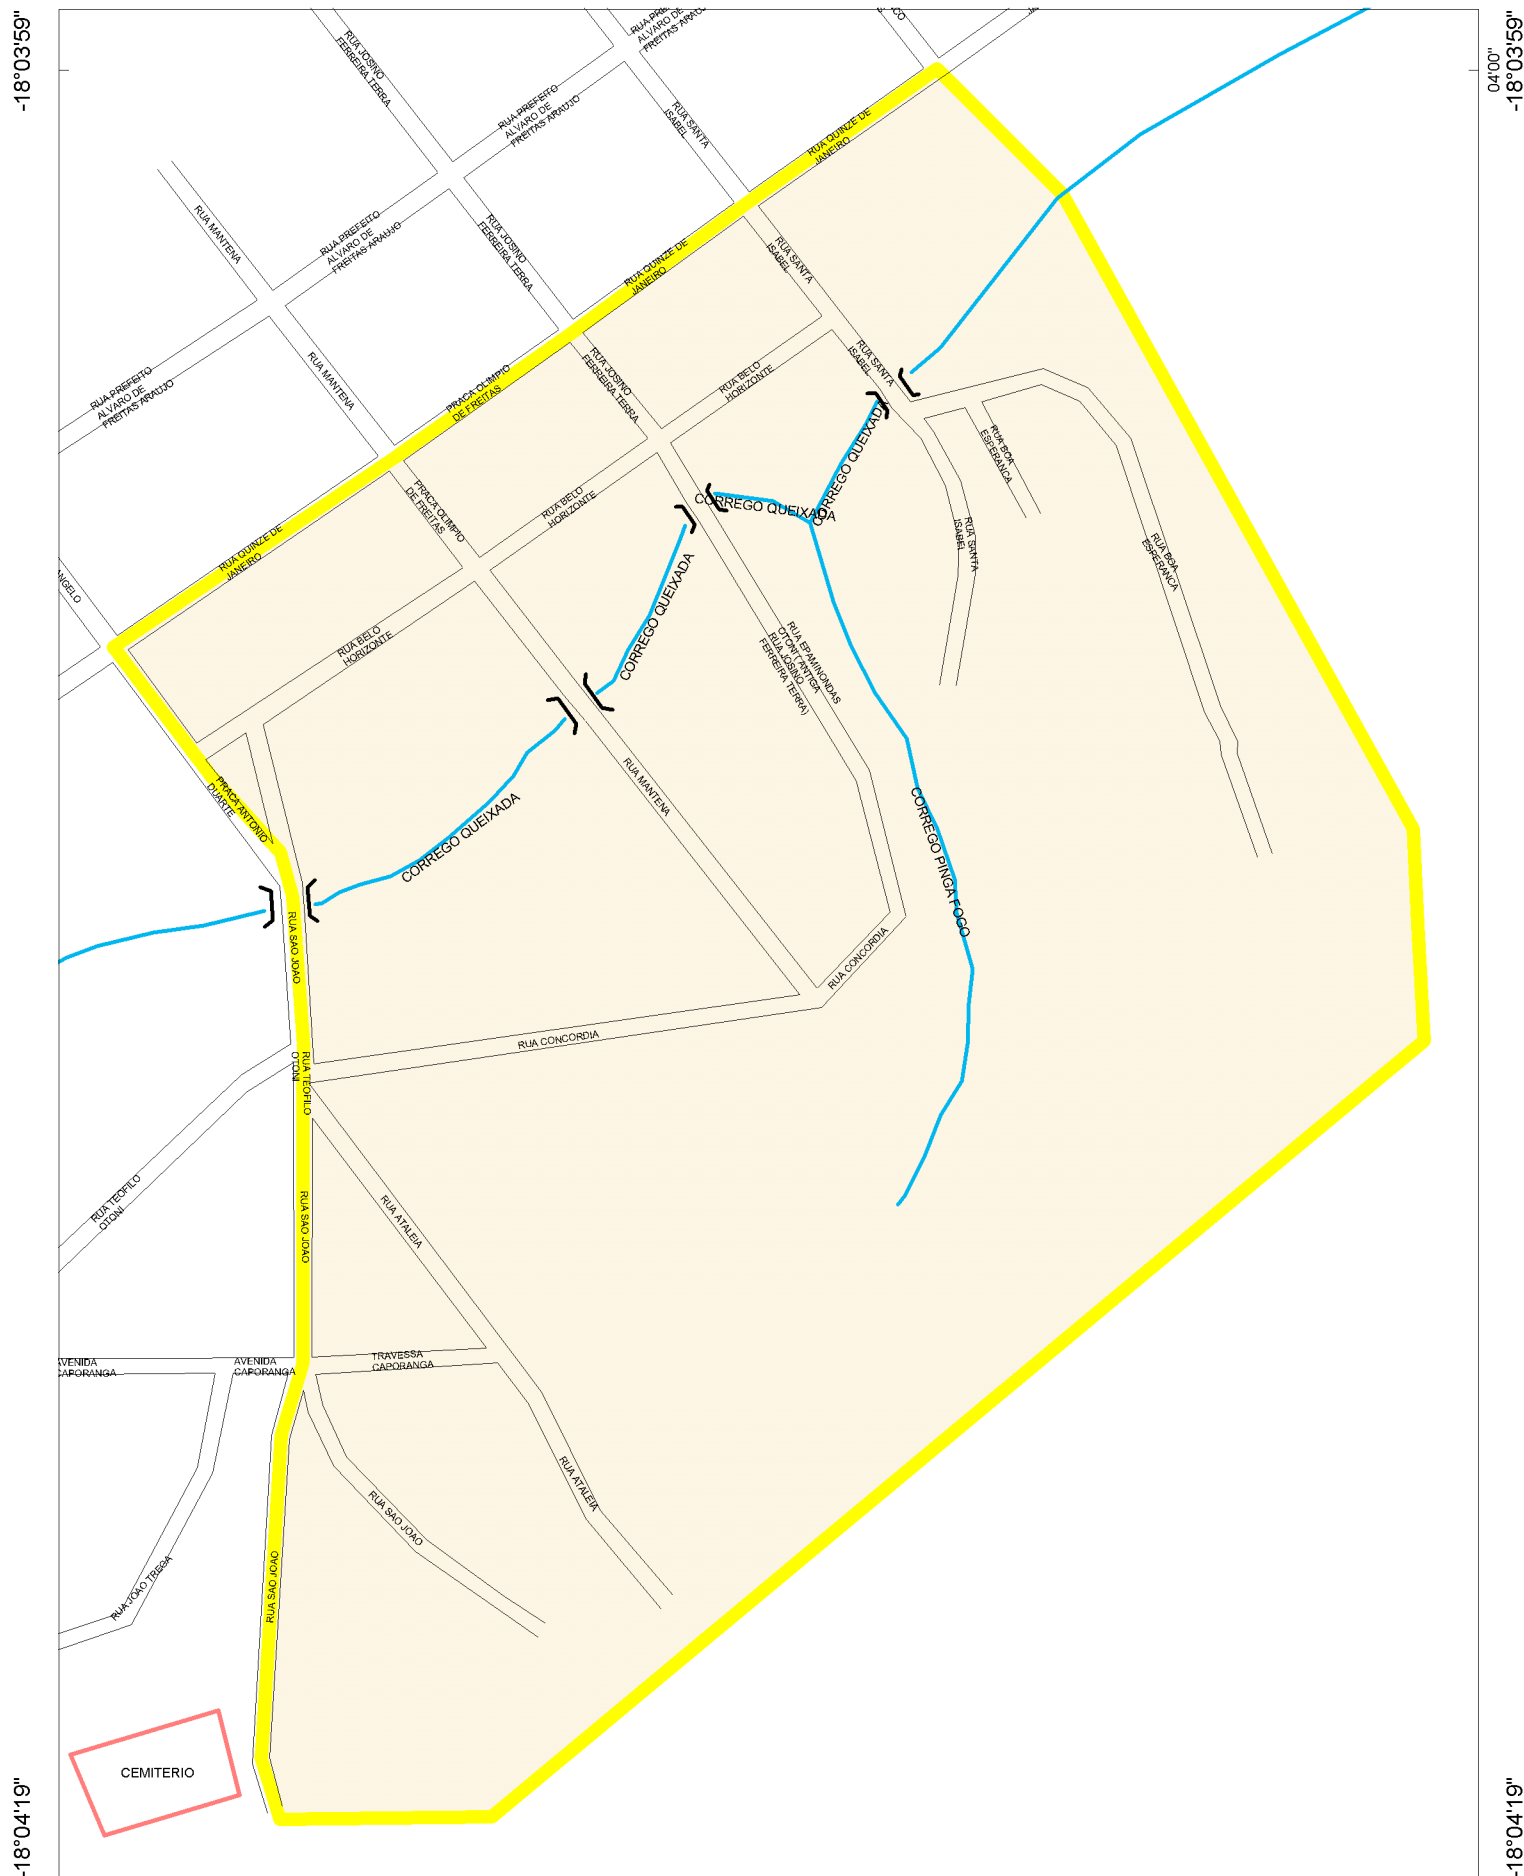 -18°03'59"
-18°03'59"
04'00"
RUA JOSINO
FERREIRA TERRA
ALVARO DE
FREITAS ARAUJO
RUA PREFEITO
ALVARO DE
FREITAS ARAUJO
RUA SANTA
ISABEL
RUA QUINZE DE
JANEIRO
RUA MANTENA
RUA PREFEITO
ALVARO DE
FREITAS ARAUJO
RUA JOSINO
FERREIRA TERRA
RUA QUINZE DE
JANEIRO
RUA SANTA
ISABEL
RUA PREFEITO
ALVARO DE
FREITAS ARAUJO
RUA MANTENA
PRACA OLIMPIO
DE FREITAS
RUA JOSINO
FERREIRA TERRA
RUA BELO
HORIZONTE
RUA SANTA
ISABEL
CORREGO QUEIXADA
RUA BOA
ESPERANCA
PRACA OLIMPIO
DE FREITAS
RUA BELO
HORIZONTE
CORREGO QUEIXADA
RUA SANTA
ISABEL
RUA BOA
ESPERANCA
RUA QUINZE DE
JANEIRO
ANGELO
RUA BELO
HORIZONTE
CORREGO QUEIXADA
RUA EPAMINONDAS
OTONI ( ANTIGA
RUA JOSINO
FERREIRA TERRA)
PRACA ANTONIO
DUARTE
RUA MANTENA
CORREGO QUEIXADA
CORREGO PINGA FOGO
RUA SAO JOAO
RUA CONCORDIA
RUA CONCORDIA
RUA TEOFILO
OTONI
RUA TEOFILO
OTONI
RUA SAO JOAO
RUA ATALEIA
AVENIDA
CAPORANGA
AVENIDA
CAPORANGA
TRAVESSA
CAPORANGA
RUA ATALEIA
RUA SAO JOAO
RUA JOAO TREGA
RUA SAO JOAO
CEMITERIO
-18°04'19"
-18°04'19"